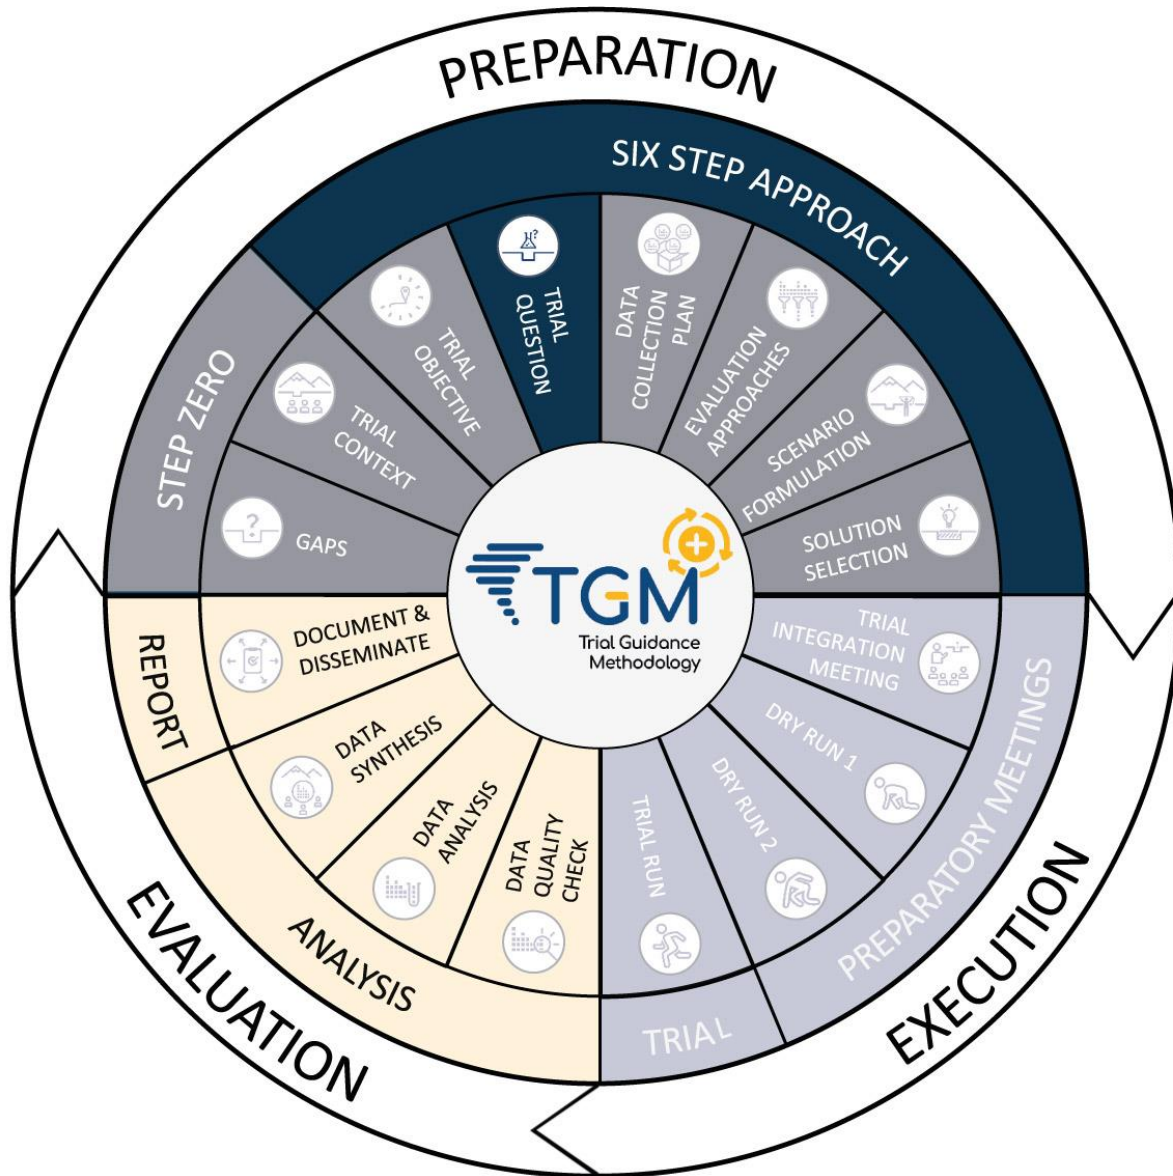 PREPARATION
SIX STEP APPROACH
STEP ZERO
GAPS
TRIAL
CONTEXT
TRIAL
OBJECTIVE
TRIAL
QUESTION
DATA
COLLECTION
PLAN
EVALUATION
APPROACHES
SCENARIO
FORMULATION
SOLUTION
SELECTION
TGM
Trial Guidance
Methodology
EXECUTION
PREPARATORY MEETINGS
TRIAL
INTEGRATION
MEETING
DRY RUN 1
DRY RUN 2
TRIAL
TRIAL RUN
EVALUATION
ANALYSIS
DATA
QUALITY
CHECK
DATA
ANALYSIS
DATA
SYNTHESIS
REPORT
DOCUMENT &
DISSEMINATE